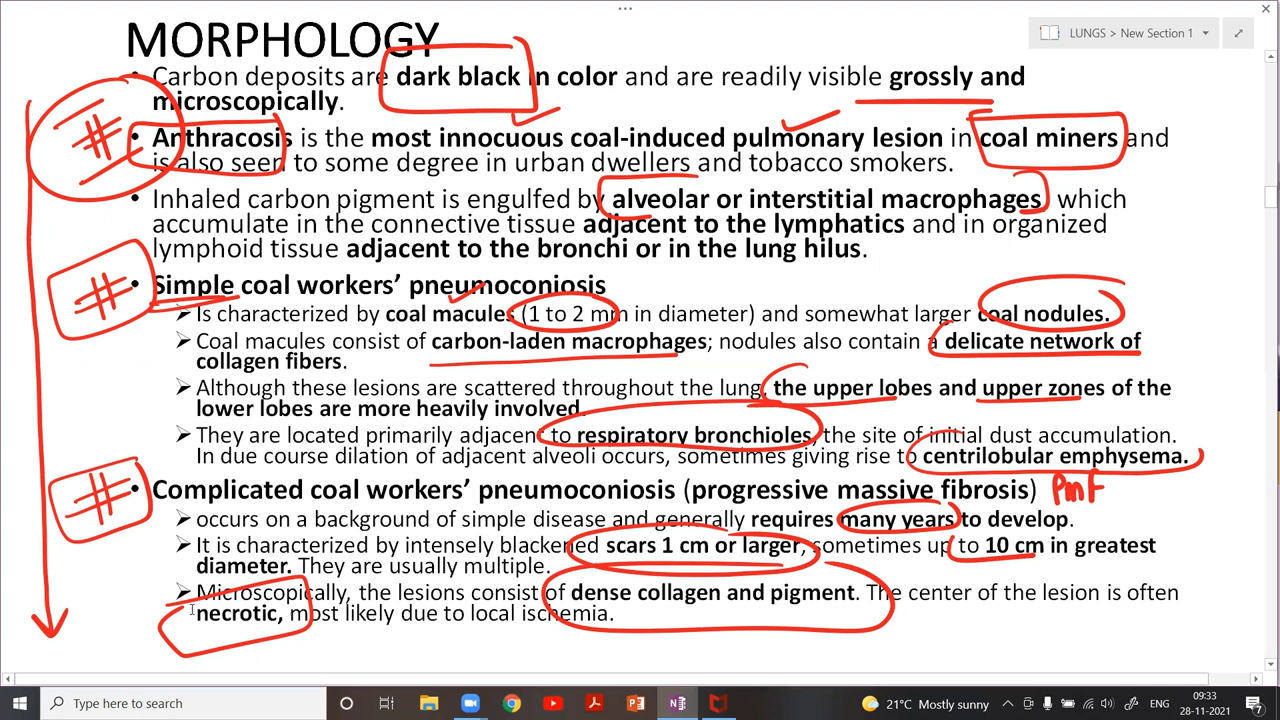 MORPHOLOGY
LUNGS > New Section 1
• Carbon deposits are dark black in color and are readily visible grossly and
microscopically.
• Anthracosis is the most innocuous coal-induced pulmonary lesion in coal miners and
is also seen to some degree in urban dwellers and tobacco smokers.
• Inhaled carbon pigment is engulfed by alveolar or interstitial macrophages, which
accumulate in the connective tissue adjacent to the lymphatics and in organized
lymphoid tissue adjacent to the bronchi or in the lung hilus.
• Simple coal workers’ pneumoconiosis
➢ Is characterized by coal macules (1 to 2 mm in diameter) and somewhat larger coal nodules.
➢ Coal macules consist of carbon-laden macrophages; nodules also contain a delicate network of
collagen fibers.
➢ Although these lesions are scattered throughout the lung, the upper lobes and upper zones of the
lower lobes are more heavily involved.
➢ They are located primarily adjacent to respiratory bronchioles, the site of initial dust accumulation.
In due course dilation of adjacent alveoli occurs, sometimes giving rise to centrilobular emphysema.
• Complicated coal workers’ pneumoconiosis (progressive massive fibrosis) PMF
➢ occurs on a background of simple disease and generally requires many years to develop.
➢ It is characterized by intensely blackened scars 1 cm or larger, sometimes up to 10 cm in greatest
diameter. They are usually multiple.
➢ Microscopically, the lesions consist of dense collagen and pigment. The center of the lesion is often
necrotic, most likely due to local ischemia.
#
#
#
Type here to search
21°C Mostly sunny
ENG
09:33
28-11-2021
7